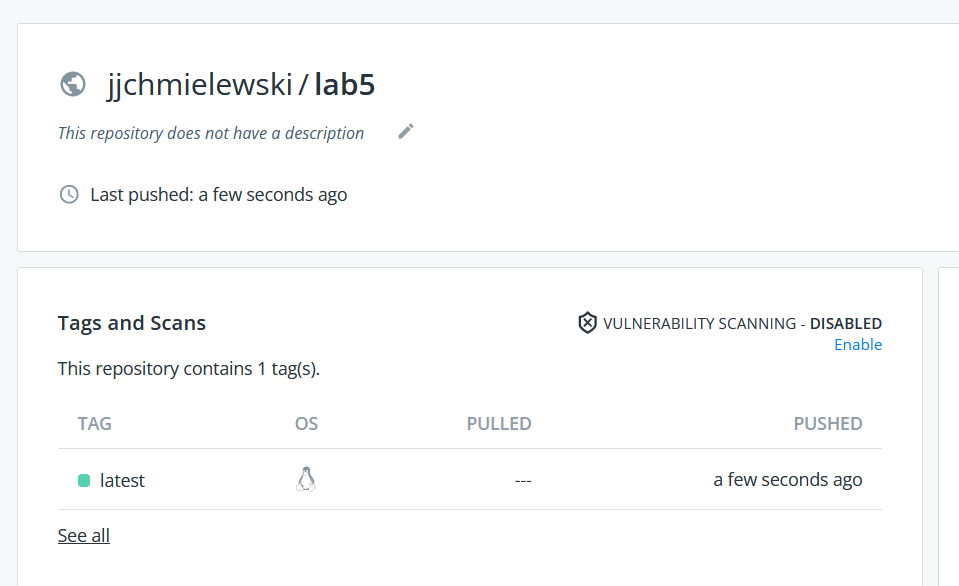 jjchmielewski / lab5
This repository does not have a description
Last pushed: a few seconds ago
Tags and Scans
VULNERABILITY SCANNING - DISABLED
Enable
This repository contains 1 tag(s).
TAG OS PULLED PUSHED
latest --- a few seconds ago
See all